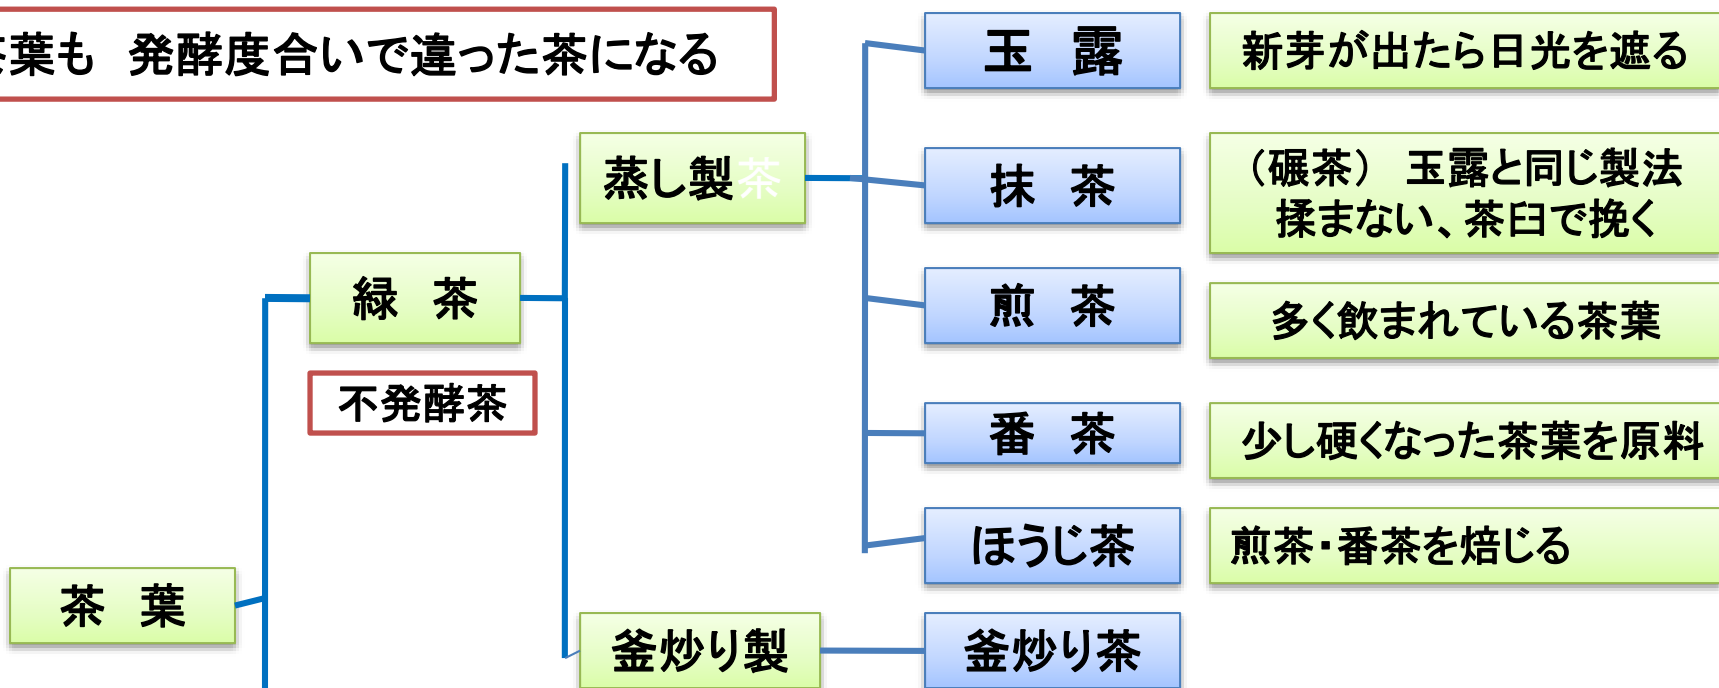 茶葉も 発酵度合いで違った茶になる
玉 露
新芽が出たら日光を遮る
蒸し製茶
抹 茶
(碾茶) 玉露と同じ製法
揉まない、茶臼で挽く
緑 茶
煎 茶
多く飲まれている茶葉
不発酵茶
番 茶
少し硬くなった茶葉を原料
ほうじ茶
煎茶・番茶を焙じる
茶 葉
釜炒り製
釜炒り茶